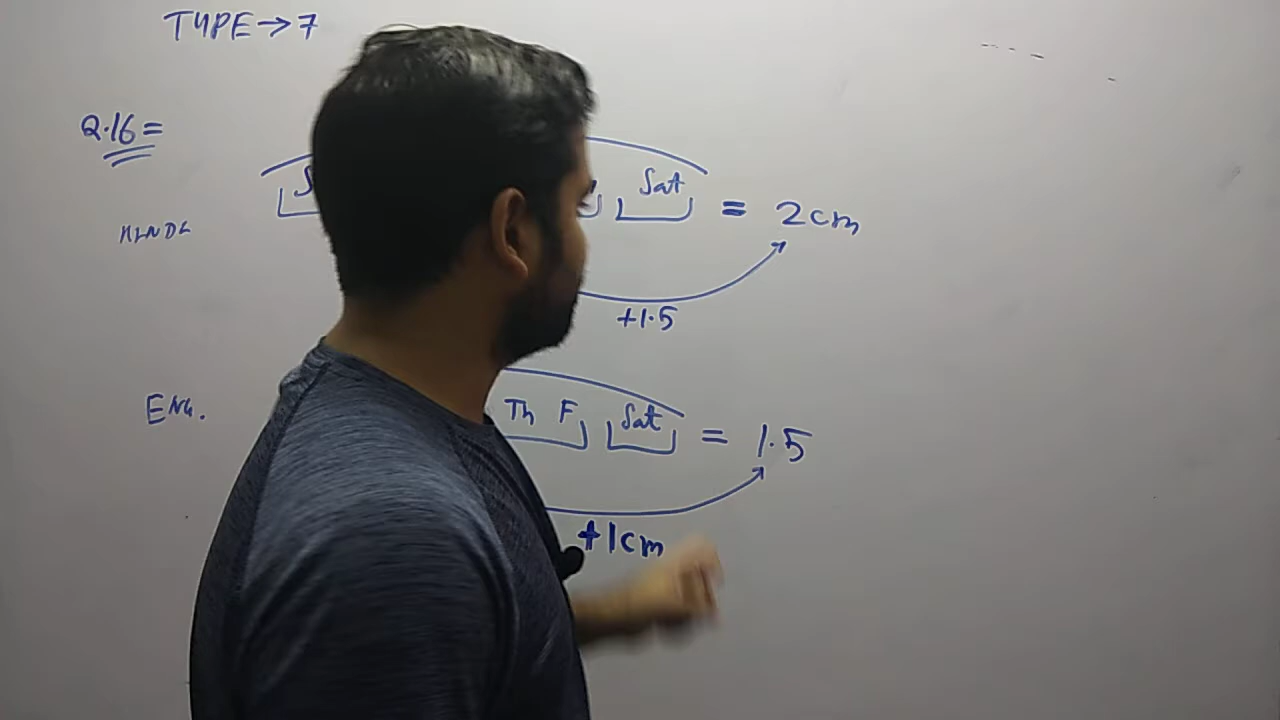 TYPE→7
Q.16=
Sat = 2cm
HINDI
+1.5
ENG. Th F Sat = 1.5
+1cm